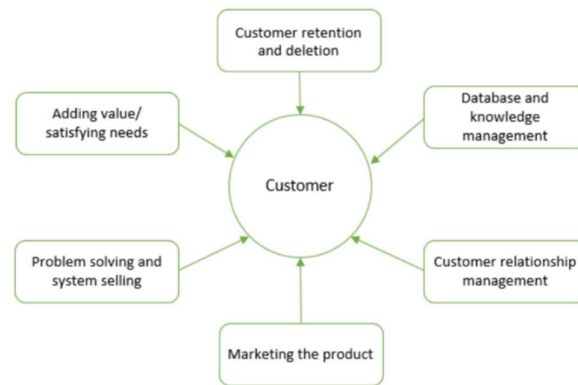 Customer retention
and deletion
Database and
knowledge
management
Customer relationship
management
Marketing the product
Problem solving and
system selling
Adding value/
satisfying needs
Customer